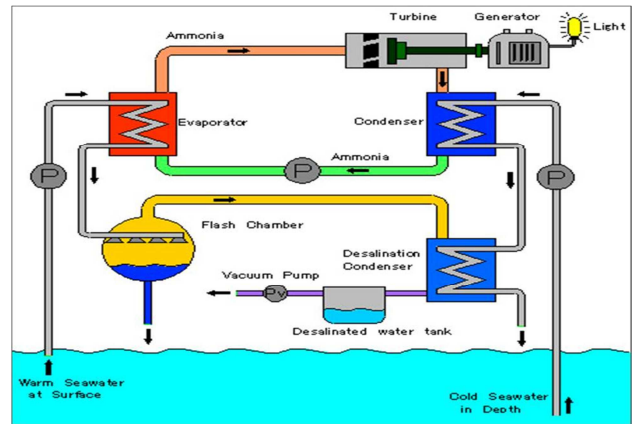 Turbine
Generator
Light
Ammonia
Evaporator
Condenser
P
P
P
Ammonia
Flash Chamber
Desalination
Condenser
Vacuum Pump
Pv
Desalinated water tank
Warm Seawater
at Surface
Cold Seawater
in Depth